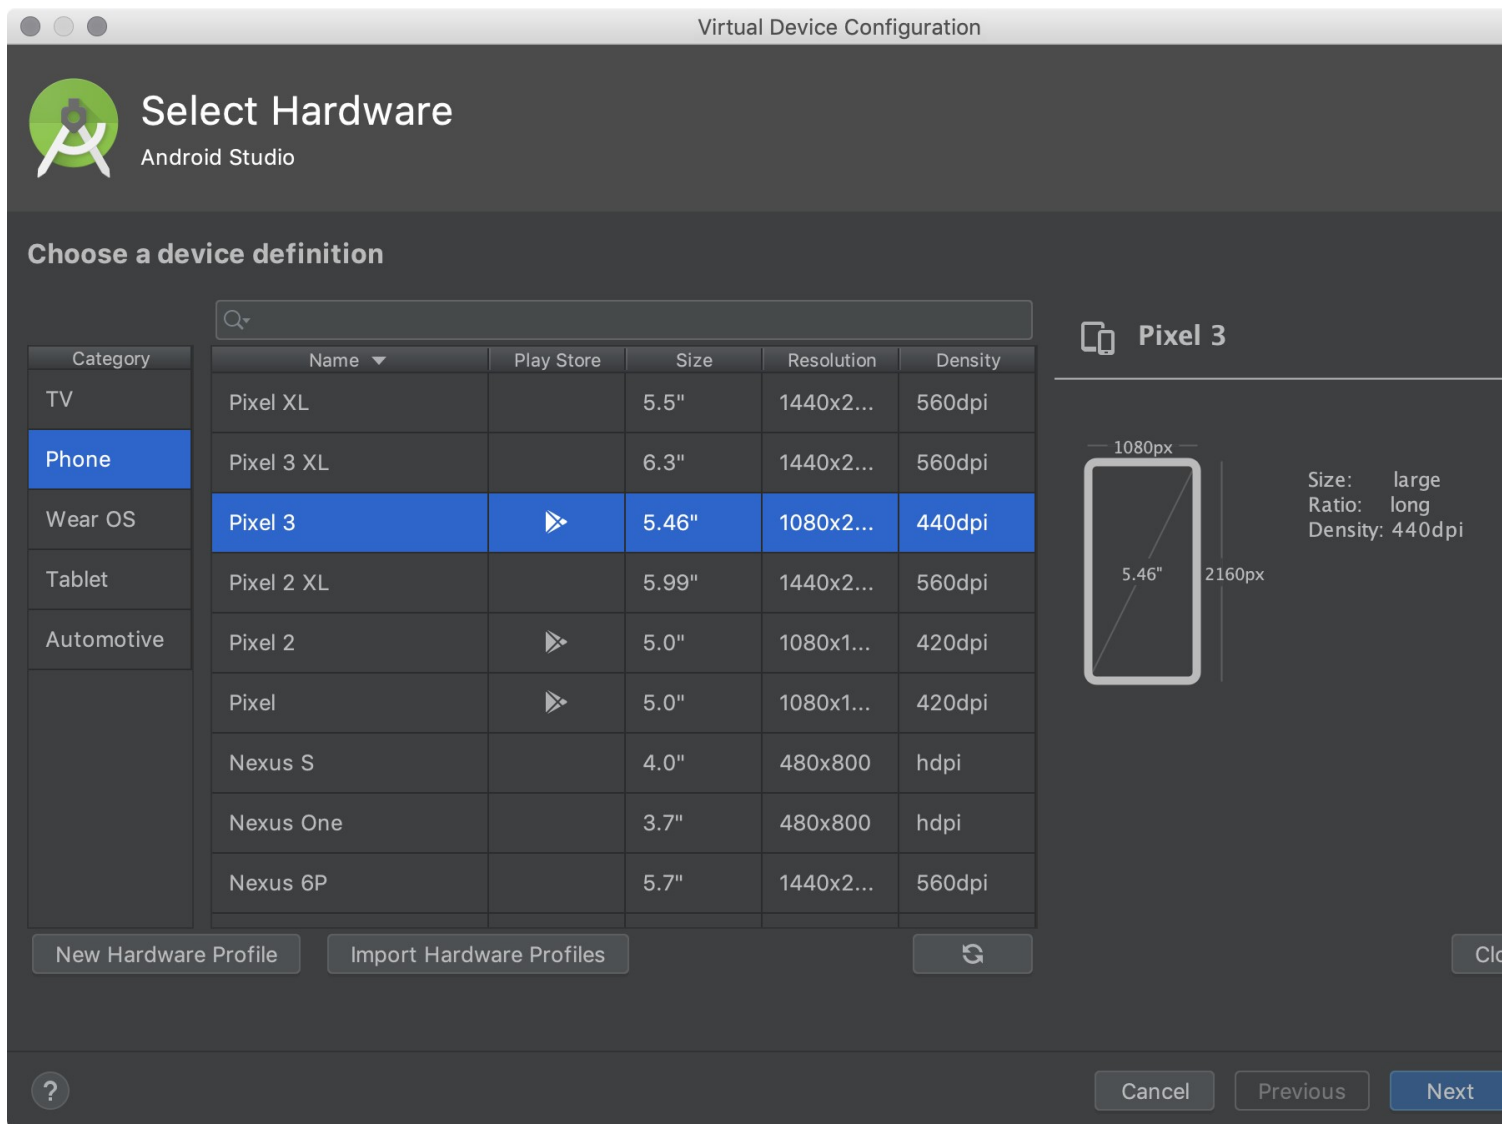 Virtual Device Configuration
Select Hardware
Android Studio
Choose a device definition
Category
TV
Phone
Wear OS
Tablet
Automotive
Name Play Store Size Resolution Density
Pixel XL 5.5" 1440x2... 560dpi
Pixel 3 XL 6.3" 1440x2... 560dpi
Pixel 3 5.46" 1080x2... 440dpi
Pixel 2 XL 5.99" 1440x2... 560dpi
Pixel 2 5.0" 1080x1... 420dpi
Pixel 5.0" 1080x1... 420dpi
Nexus S 4.0" 480x800 hdpi
Nexus One 3.7" 480x800 hdpi
Nexus 6P 5.7" 1440x2... 560dpi
Pixel 3
1080px
5.46"
2160px
Size: large
Ratio: long
Density: 440dpi
New Hardware Profile
Import Hardware Profiles
Clo
?
Cancel
Previous
Next